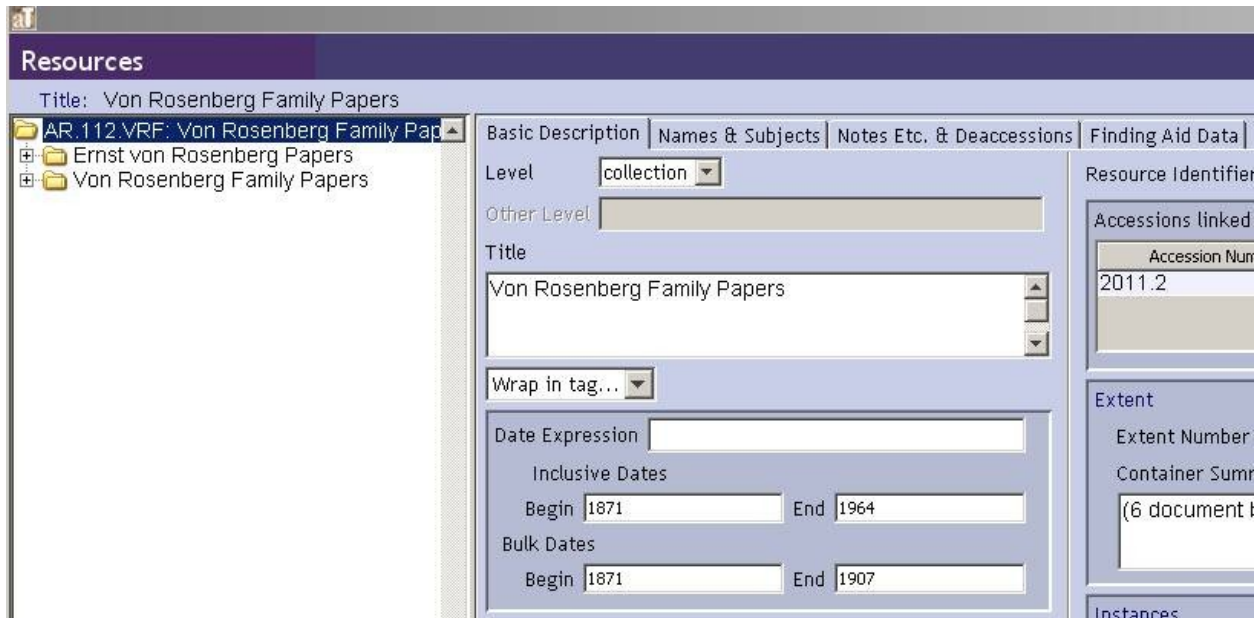 aT
Resources
Title: Von Rosenberg Family Papers
AR.112.VRF: Von Rosenberg Family Pap
Ernst von Rosenberg Papers
Von Rosenberg Family Papers
Basic Description
Names & Subjects
Notes Etc. & Deaccessions
Finding Aid Data
Level collection
Other Level
Title
Von Rosenberg Family Papers
Wrap in tag...
Date Expression
Inclusive Dates
Begin 1871 End 1964
Bulk Dates
Begin 1871 End 1907
Resource Identifier
Accessions linked
Accession Num
2011.2
Extent
Extent Number
Container Summ
(6 document b
Instances